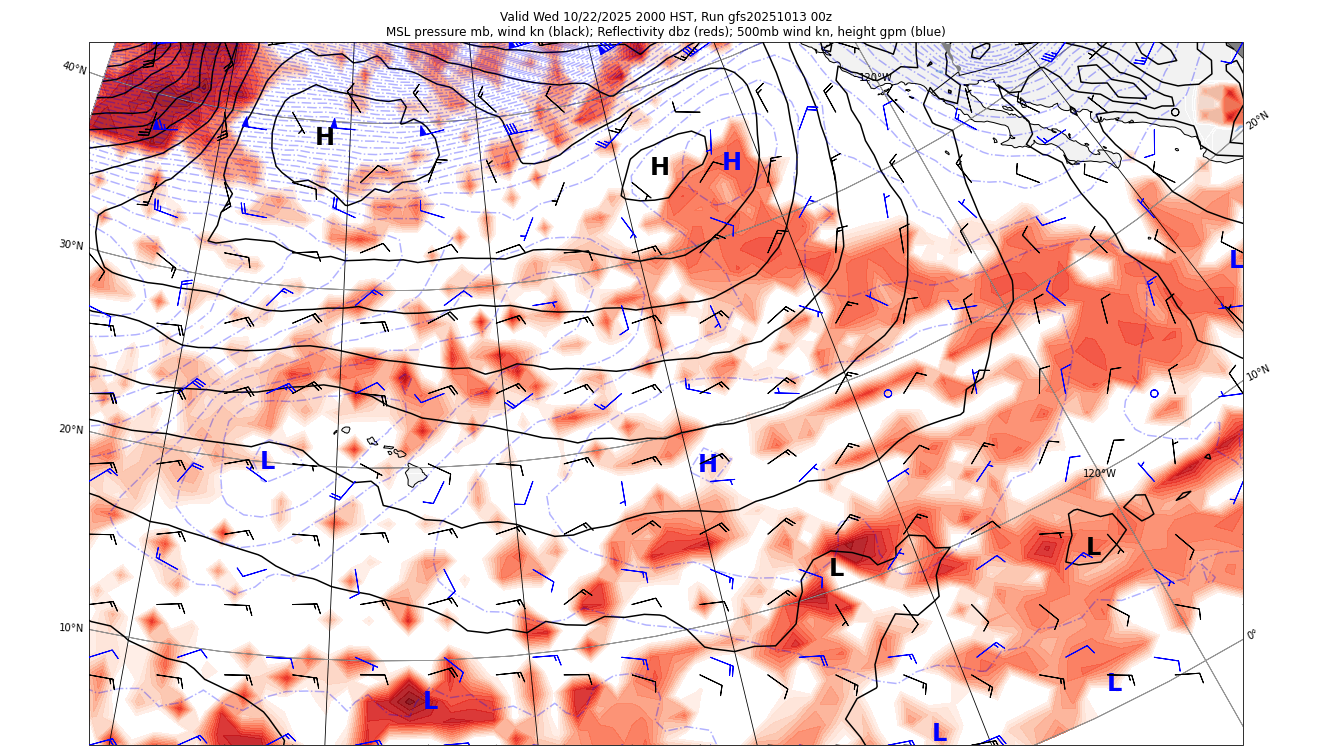 Valid Wed 10/22/2025 2000 HST, Run gfs20251013 00z
MSL pressure mb, wind kn (black); Reflectivity dbz (reds); 500mb wind kn, height gpm (blue)
40°N
120°W
20°N
H
H
H
30°N
L
10°N
20°N
L
H
120°W
L
L
10°N
0°
L
L
L